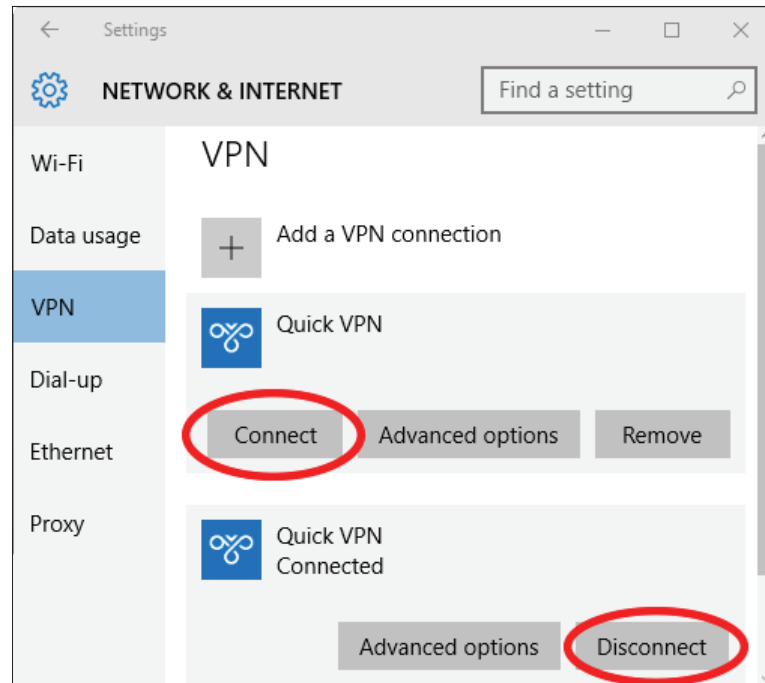 Settings
NETWORK & INTERNET
Find a setting
Wi-Fi
Data usage
VPN
Dial-up
Ethernet
Proxy
VPN
Add a VPN connection
Quick VPN
Connect Advanced options Remove
Quick VPN
Connected
Advanced options Disconnect